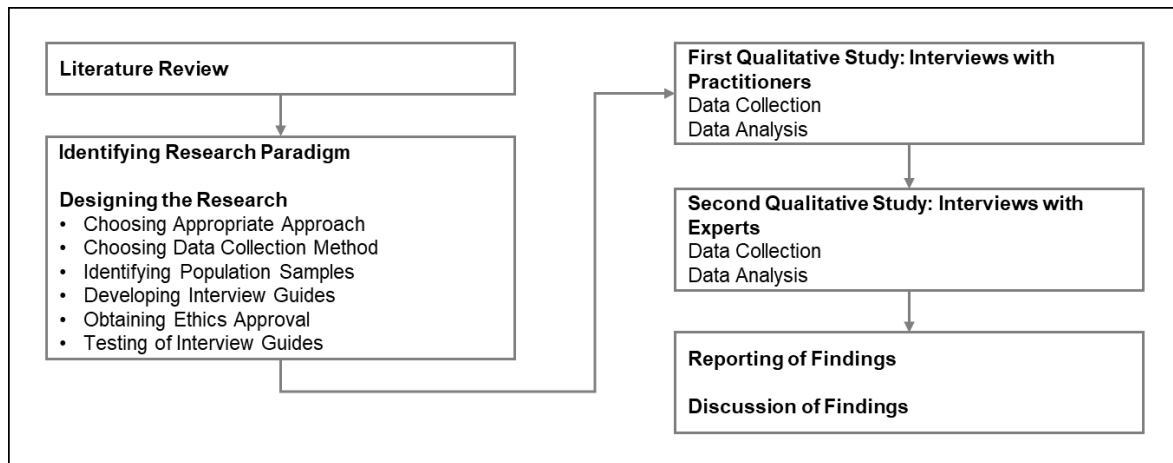 Literature Review
Identifying Research Paradigm
Designing the Research
• Choosing Appropriate Approach
• Choosing Data Collection Method
• Identifying Population Samples
• Developing Interview Guides
• Obtaining Ethics Approval
• Testing of Interview Guides
First Qualitative Study: Interviews with
Practitioners
Data Collection
Data Analysis
Second Qualitative Study: Interviews with
Experts
Data Collection
Data Analysis
Reporting of Findings
Discussion of Findings